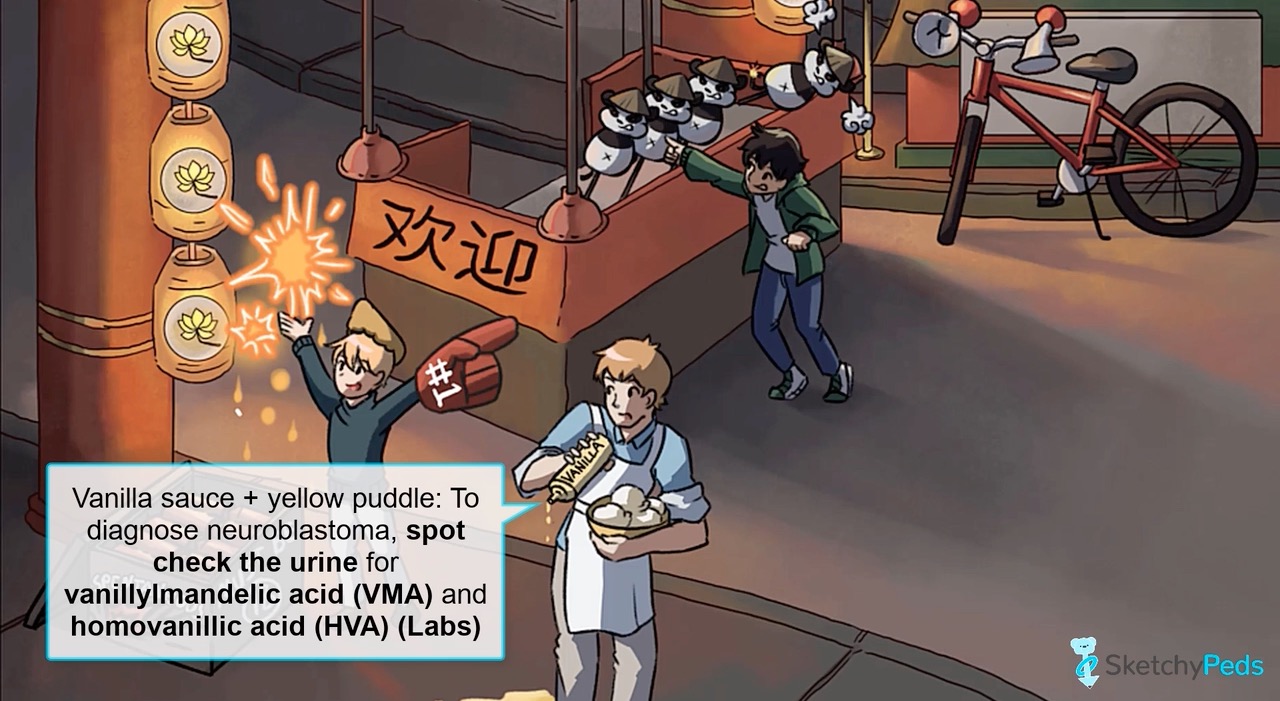 欢迎
#1
VANILLA
Vanilla sauce + yellow puddle: To
diagnose neuroblastoma, spot
check the urine for
vanillylmandelic acid (VMA) and
homovanillic acid (HVA) (Labs)
SketchyPeds